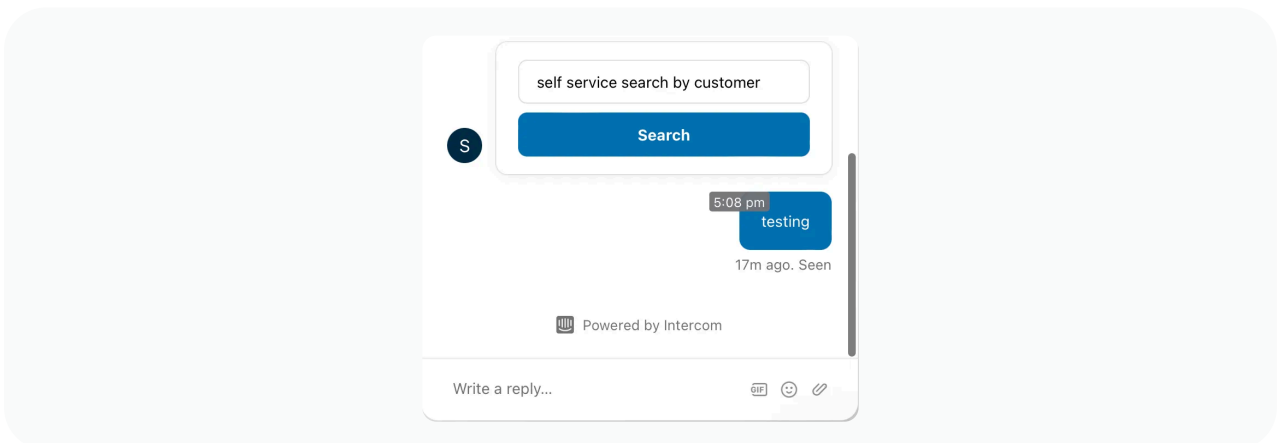 self service search by customer
Search
S
5:08 pm
testing
17m ago. Seen
Powered by Intercom
Write a reply...
GIF